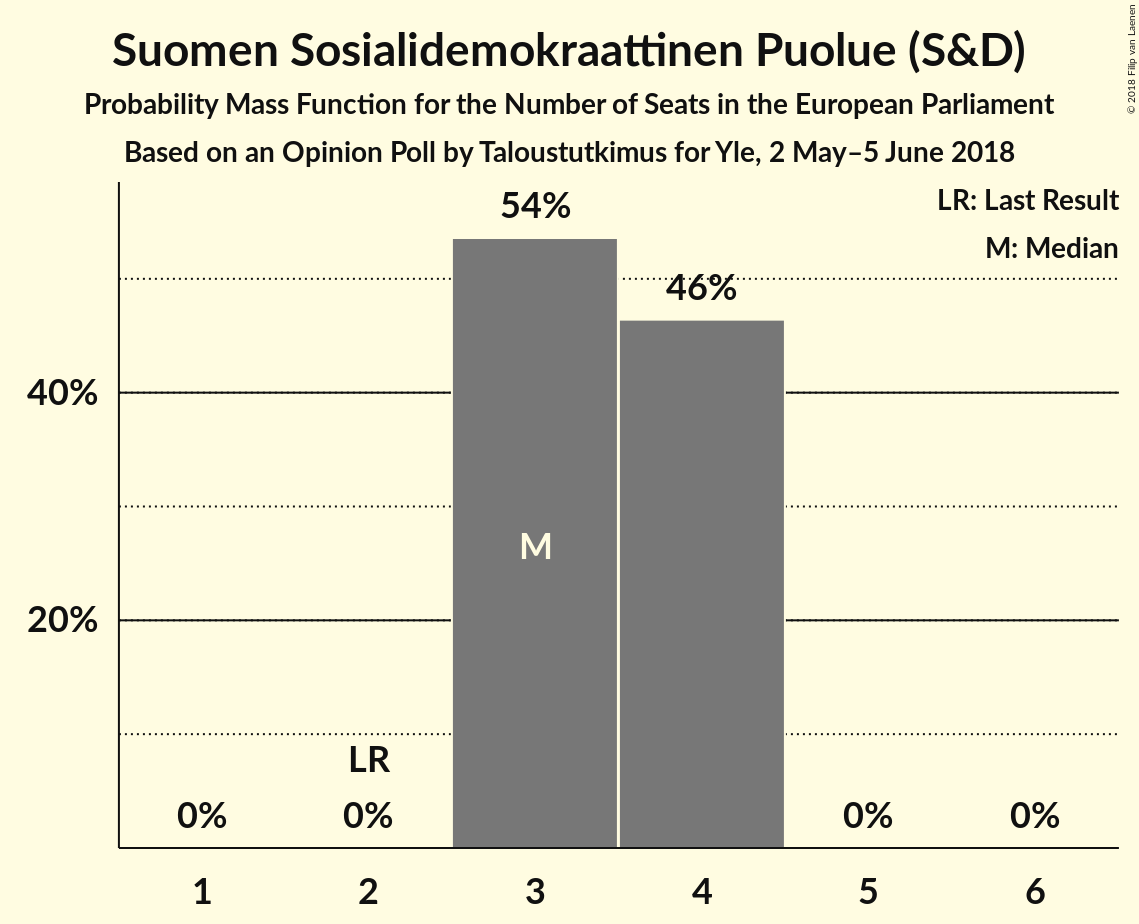 Suomen Sosialidemokraattinen Puolue (S&D)
Probability Mass Function for the Number of Seats in the European Parliament
Based on an Opinion Poll by Taloustutkimus for Yle, 2 May–5 June 2018
© 2018 Filip van Laenen
LR: Last Result
M: Median
54%
46%
40%
M
20%
LR
0% 0% 0% 0%
1 2 3 4 5 6